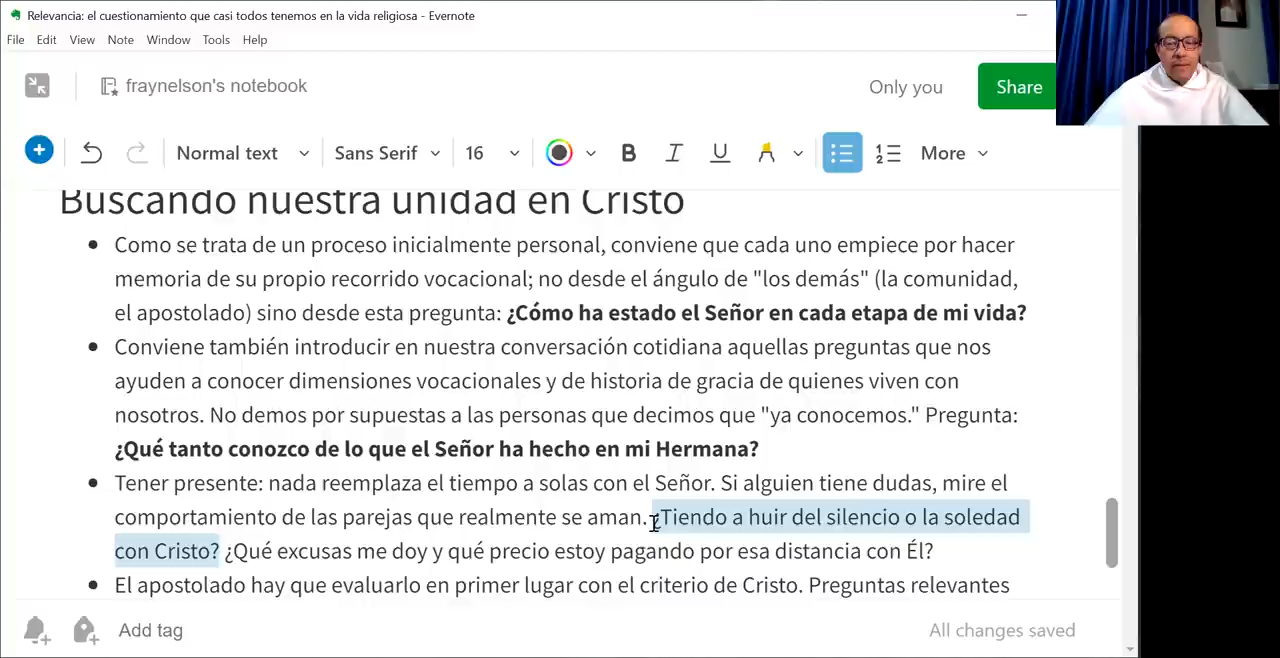 Relevancia: el cuestionamiento que casi todos tenemos en la vida religiosa - Evernote
File Edit View Note Window Tools Help
fraynelson's notebook
Only you
Share
Normal text
Sans Serif
16
B I U
More
Buscando nuestra unidad en Cristo
Como se trata de un proceso inicialmente personal, conviene que cada uno empiece por hacer
memoria de su propio recorrido vocacional; no desde el ángulo de "los demás" (la comunidad,
el apostolado) sino desde esta pregunta: ¿Cómo ha estado el Señor en cada etapa de mi vida?
Conviene también introducir en nuestra conversación cotidiana aquellas preguntas que nos
ayuden a conocer dimensiones vocacionales y de historia de gracia de quienes viven con
nosotros. No demos por supuestas a las personas que decimos que "ya conocemos." Pregunta:
¿Qué tanto conozco de lo que el Señor ha hecho en mi Hermana?
Tener presente: nada reemplaza el tiempo a solas con el Señor. Si alguien tiene dudas, mire el
comportamiento de las parejas que realmente se aman. ¿Tiendo a huir del silencio o la soledad
con Cristo? ¿Qué excusas me doy y qué precio estoy pagando por esa distancia con Él?
El apostolado hay que evaluarlo en primer lugar con el criterio de Cristo. Preguntas relevantes
Add tag
All changes saved